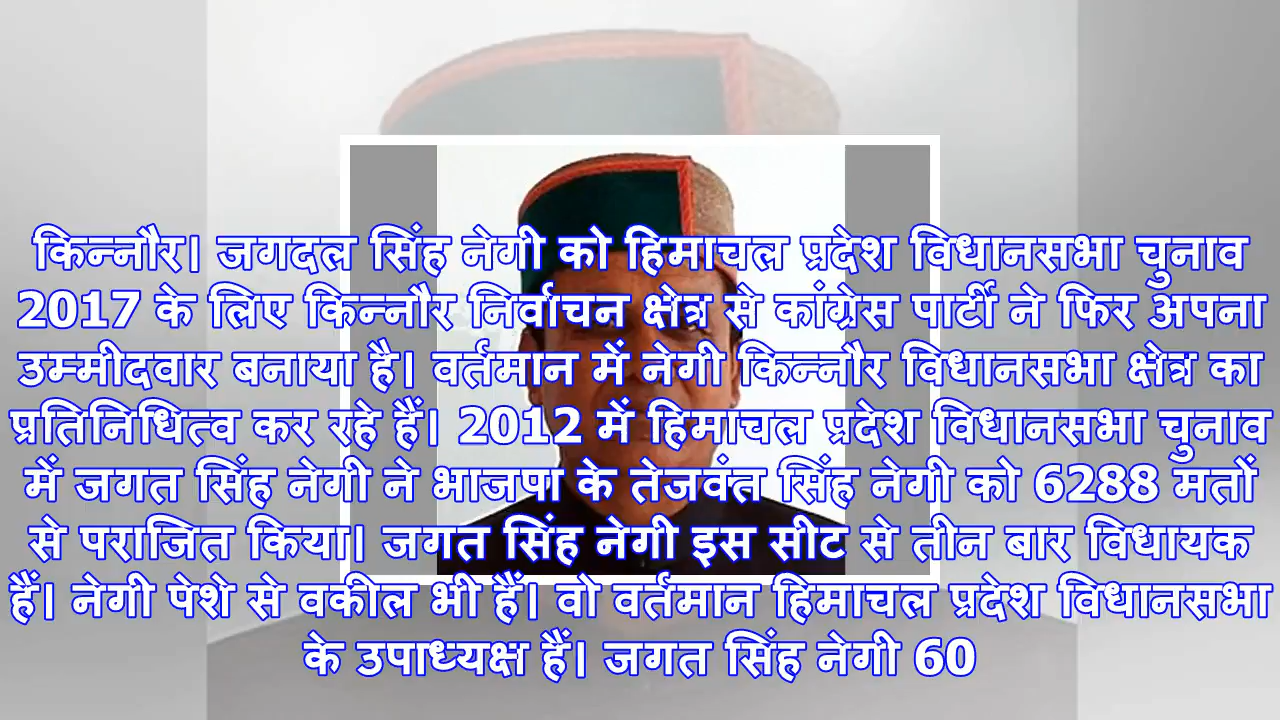 किन्नौर। जगदल सिंह नेगी को हिमाचल प्रदेश विधानसभा चुनाव
2017 के लिए किन्नौर निर्वाचन क्षेत्र से कांग्रेस पार्टी ने फिर अपना
उम्मीदवार बनाया है। वर्तमान में नेगी किन्नौर विधानसभा क्षेत्र का
प्रतिनिधित्व कर रहे हैं। 2012 में हिमाचल प्रदेश विधानसभा चुनाव
में जगत सिंह नेगी ने भाजपा के तेजवंत सिंह नेगी को 6288 मतों
से पराजित किया। जगत सिंह नेगी इस सीट से तीन बार विधायक
हैं। नेगी पेशे से वकील भी हैं। वो वर्तमान हिमाचल प्रदेश विधानसभा
के उपाध्यक्ष हैं। जगत सिंह नेगी 60